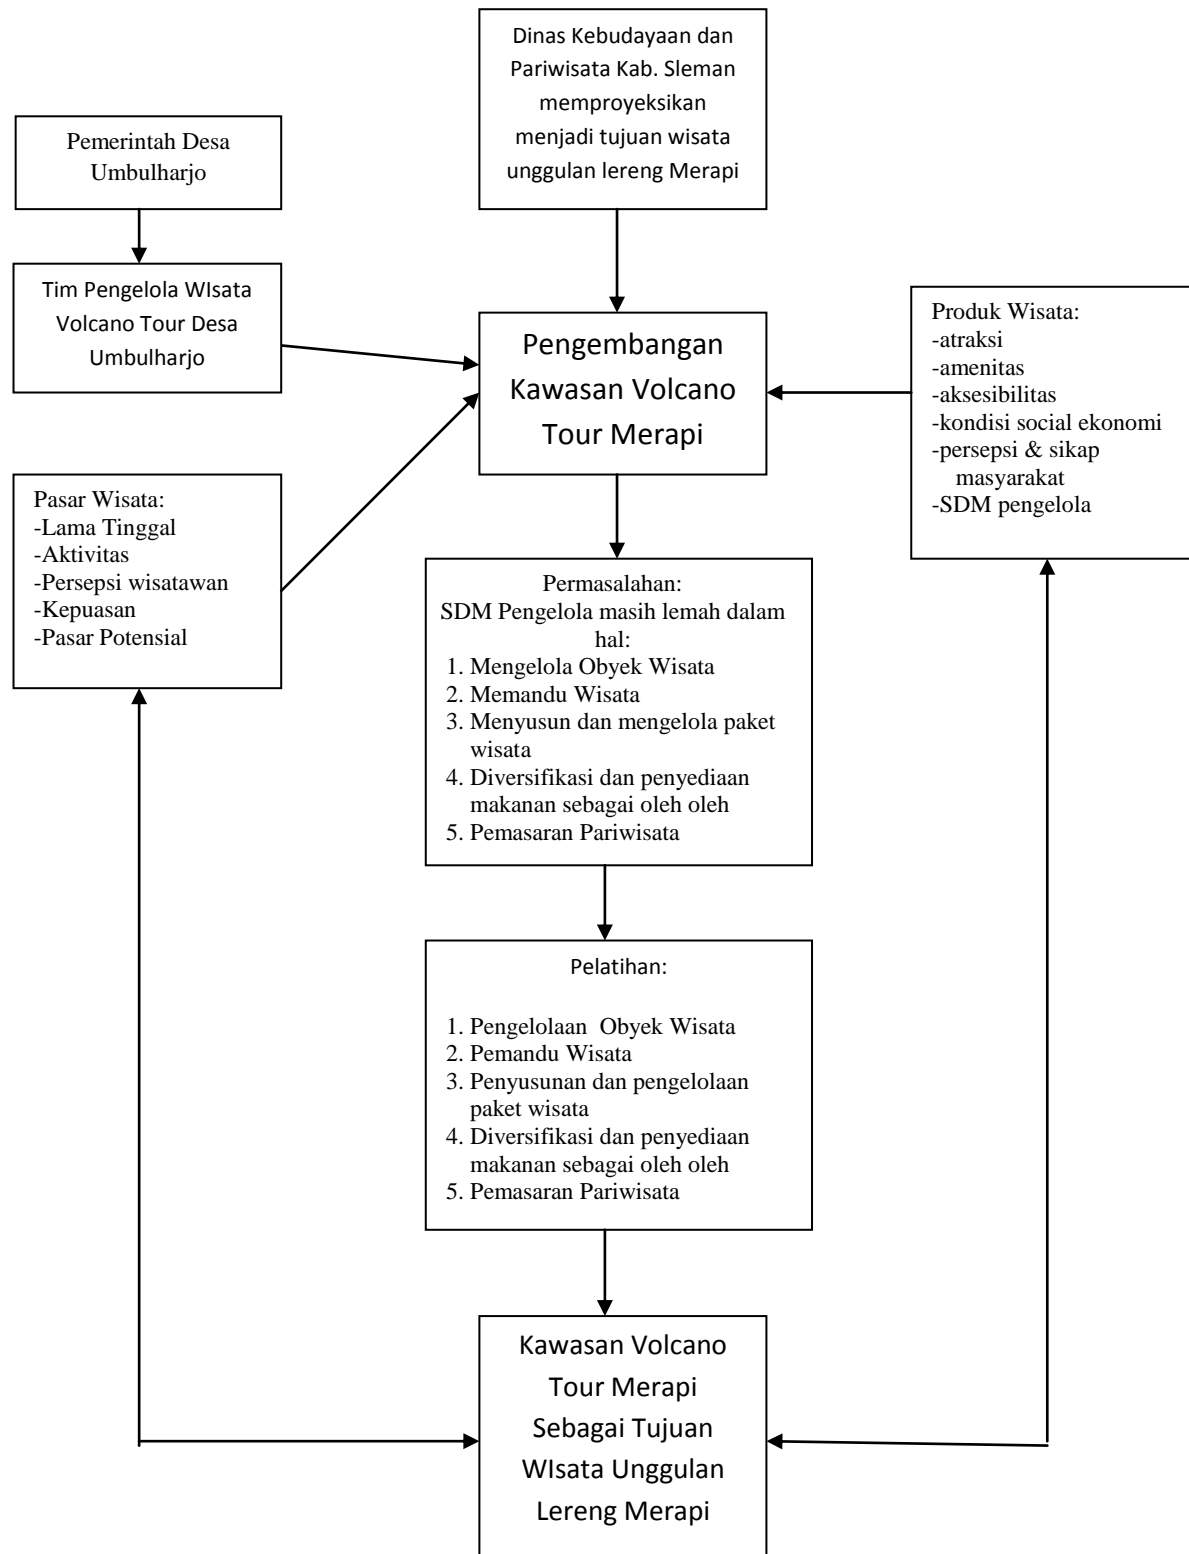 Dinas Kebudayaan dan
Pariwisata Kab. Sleman
memproyeksikan
menjadi tujuan wisata
unggulan lereng Merapi
Pemerintah Desa
Umbulharjo
Tim Pengelola WIsata
Volcano Tour Desa
Umbulharjo
Pengembangan
Kawasan Volcano
Tour Merapi
Produk Wisata:
-atraksi
-amenitas
-aksesibilitas
-kondisi social ekonomi
-persepsi & sikap
masyarakat
-SDM pengelola
Pasar Wisata:
-Lama Tinggal
-Aktivitas
-Persepsi wisatawan
-Kepuasan
-Pasar Potensial
Permasalahan:
SDM Pengelola masih lemah dalam
hal:
1. Mengelola Obyek Wisata
2. Memandu Wisata
3. Menyusun dan mengelola paket
wisata
4. Diversifikasi dan penyediaan
makanan sebagai oleh oleh
5. Pemasaran Pariwisata
Pelatihan:
1. Pengelolaan  Obyek Wisata
2. Pemandu Wisata
3. Penyusunan dan pengelolaan
paket wisata
4. Diversifikasi dan penyediaan
makanan sebagai oleh oleh
5. Pemasaran Pariwisata
Kawasan Volcano
Tour Merapi
Sebagai Tujuan
WIsata Unggulan
Lereng Merapi